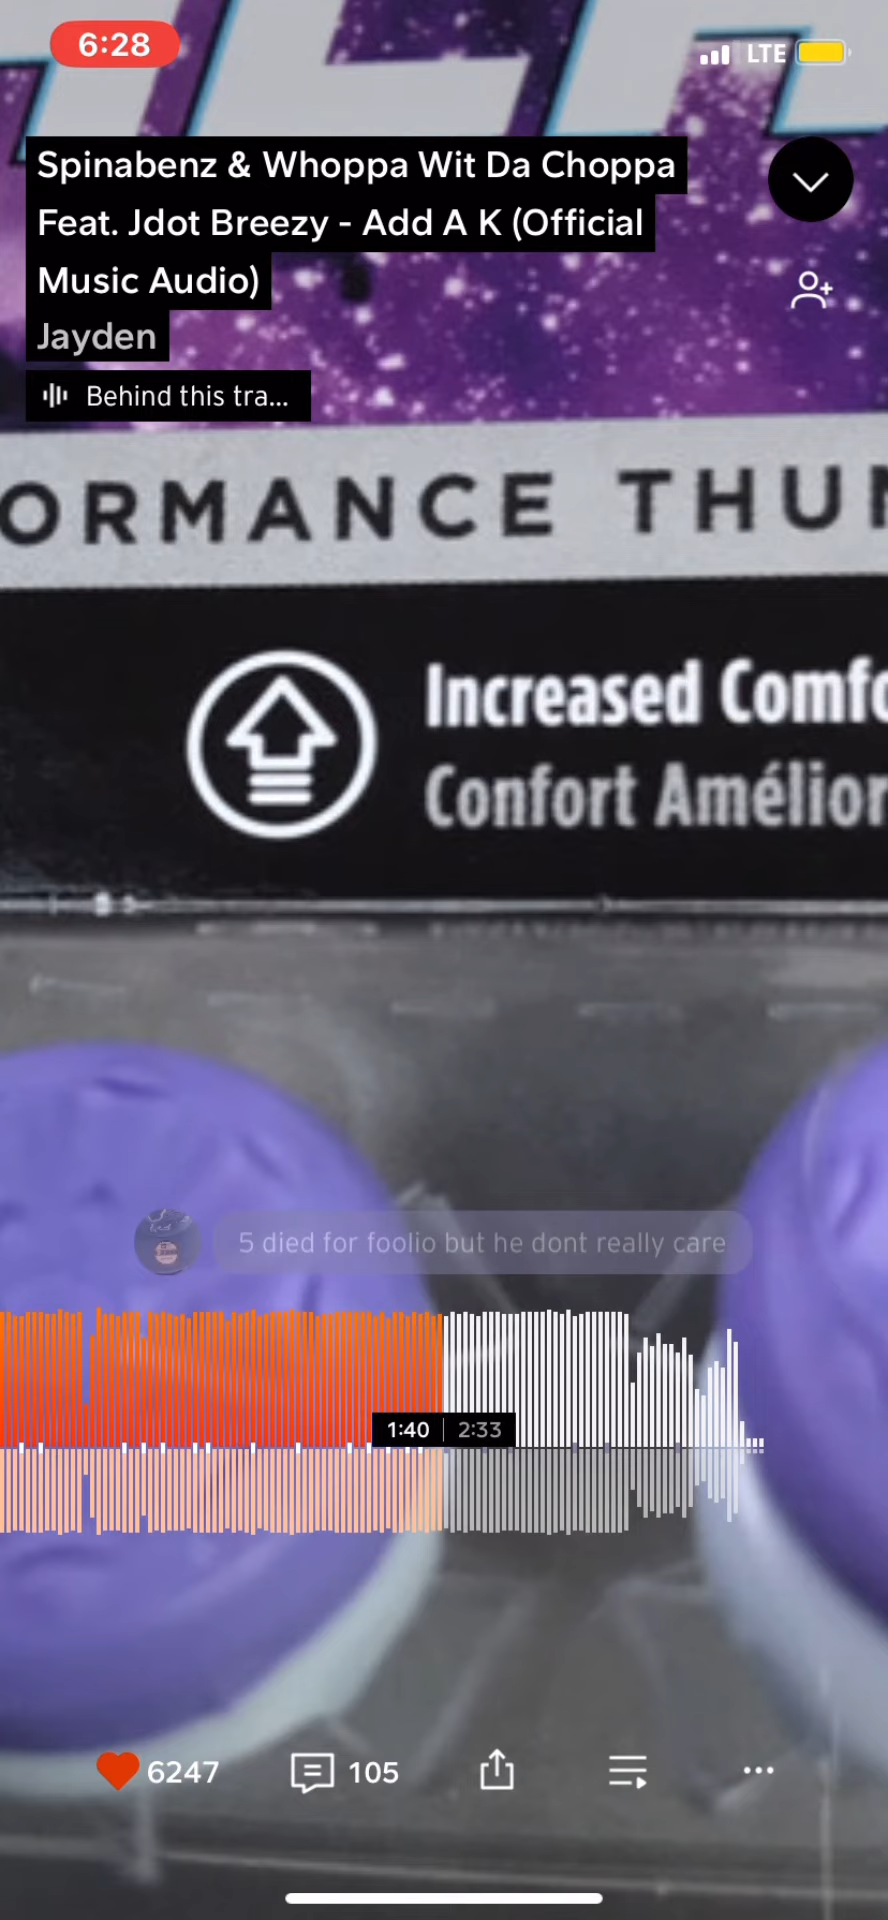 6:28
LTE
Spinabenz & Whoppa Wit Da Choppa
Feat. Jdot Breezy - Add A K (Official
Music Audio)
Jayden
Behind this tra...
ORMANCE THU
Increased Comfo
Confort Amélior
5 died for foolio but he dont really care
1:40 | 2:33
6247
105